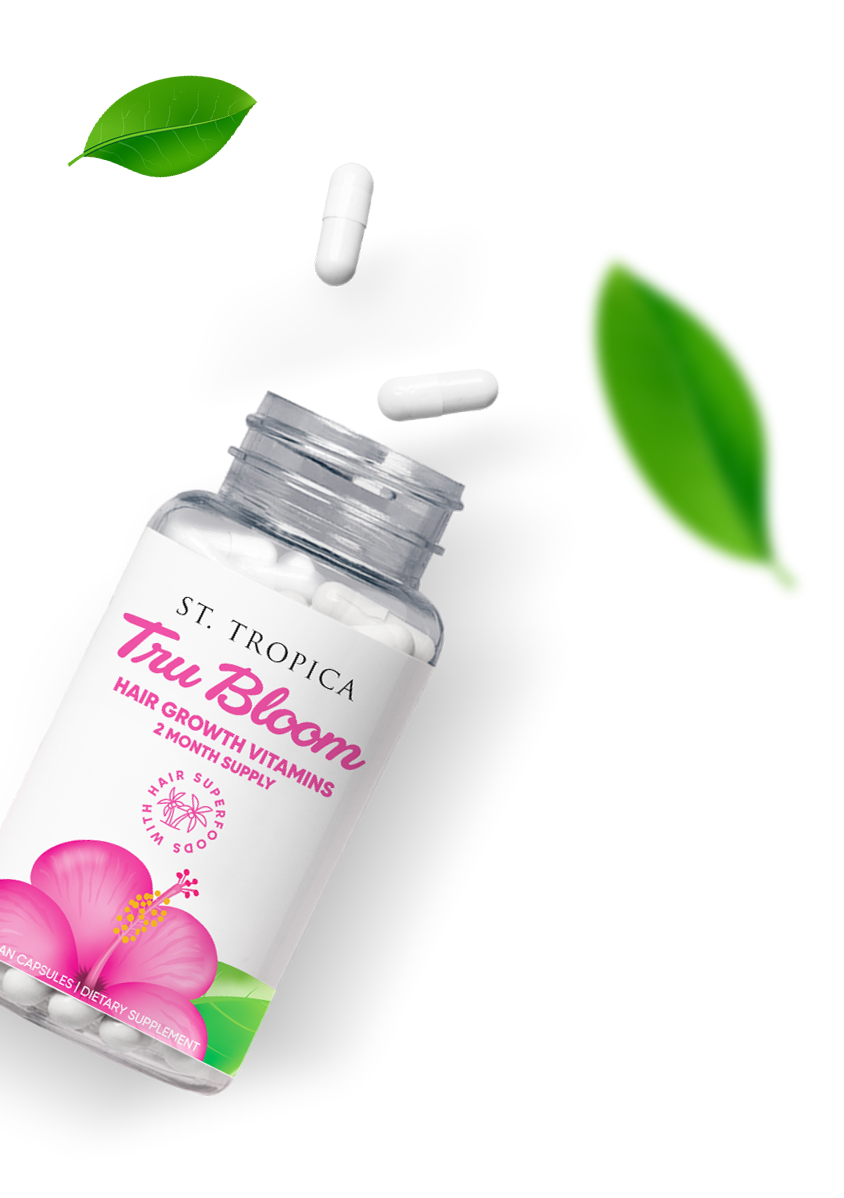 ST. TROPICA
Tru Bloom
HAIR GROWTH VITAMINS
2 MONTH SUPPLY
WITH HAIR SUPERFOODS
CAPSULES | DIETARY SUPPLEMENT